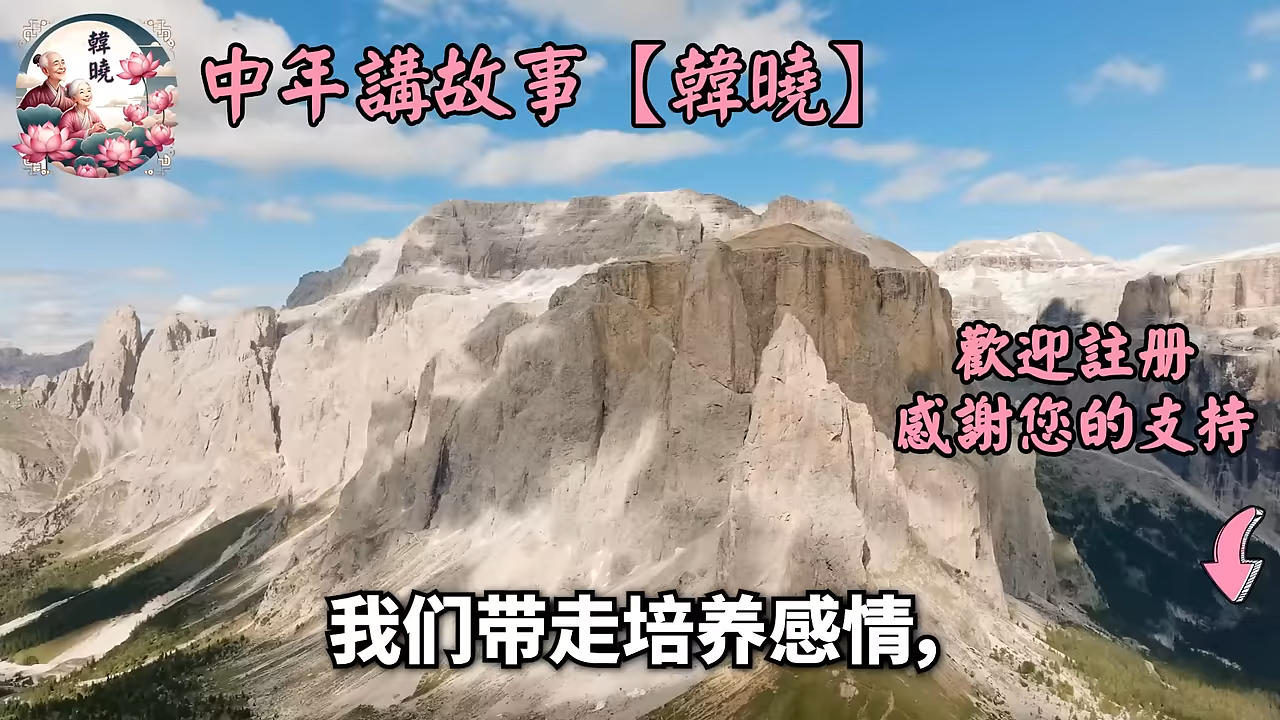 韓曉
中年講故事【韓曉】
歡迎註册
感謝您的支持
我们带走培养感情,